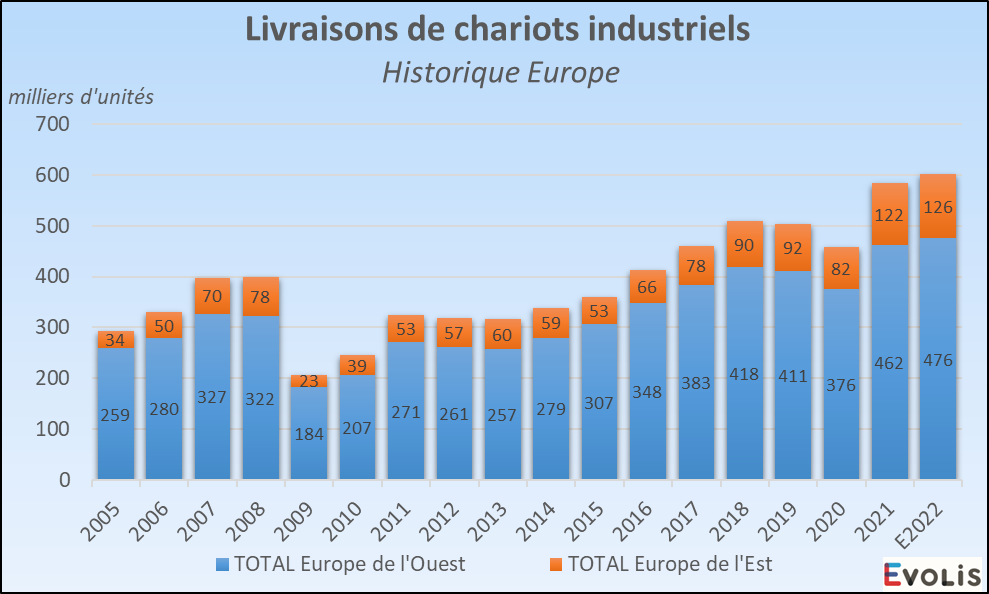 Livraisons de chariots industriels
Historique Europe
milliers d'unités
700
600
500
400
300
200
100
0
34 50 70 78 23 39 53 57 60 59 53 66 78 90 92 82 122 126
259 280 327 322 184 207 271 261 257 279 307 348 383 418 411 376 462 476
2005 2006 2007 2008 2009 2010 2011 2012 2013 2014 2015 2016 2017 2018 2019 2020 2021 E2022
TOTAL Europe de l'Ouest TOTAL Europe de l'Est
EVOLIS